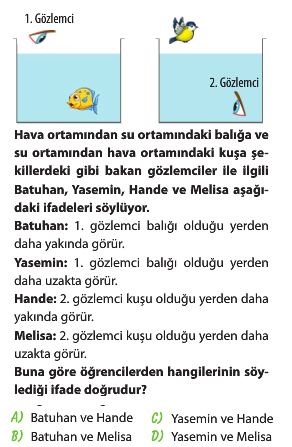 1. Gözlemci
2. Gözlemci
Hava ortamından su ortamındaki balığa ve
su ortamından hava ortamındaki kuşa şe-
killerdeki gibi bakan gözlemciler ile ilgili
Batuhan, Yasemin, Hande ve Melisa aşağı-
daki ifadeleri söylüyor.
Batuhan: 1. gözlemci balığı olduğu yerden
daha yakında görür.
Yasemin: 1. gözlemci balığı olduğu yerden
daha uzakta görür.
Hande: 2. gözlemci kuşu olduğu yerden daha
yakında görür.
Melisa: 2. gözlemci kuşu olduğu yerden daha
uzakta görür.
Buna göre öğrencilerden hangilerinin söy-
lediği ifade doğrudur?
A) Batuhan ve Hande C) Yasemin ve Hande
B) Batuhan ve Melisa D) Yasemin ve Melisa